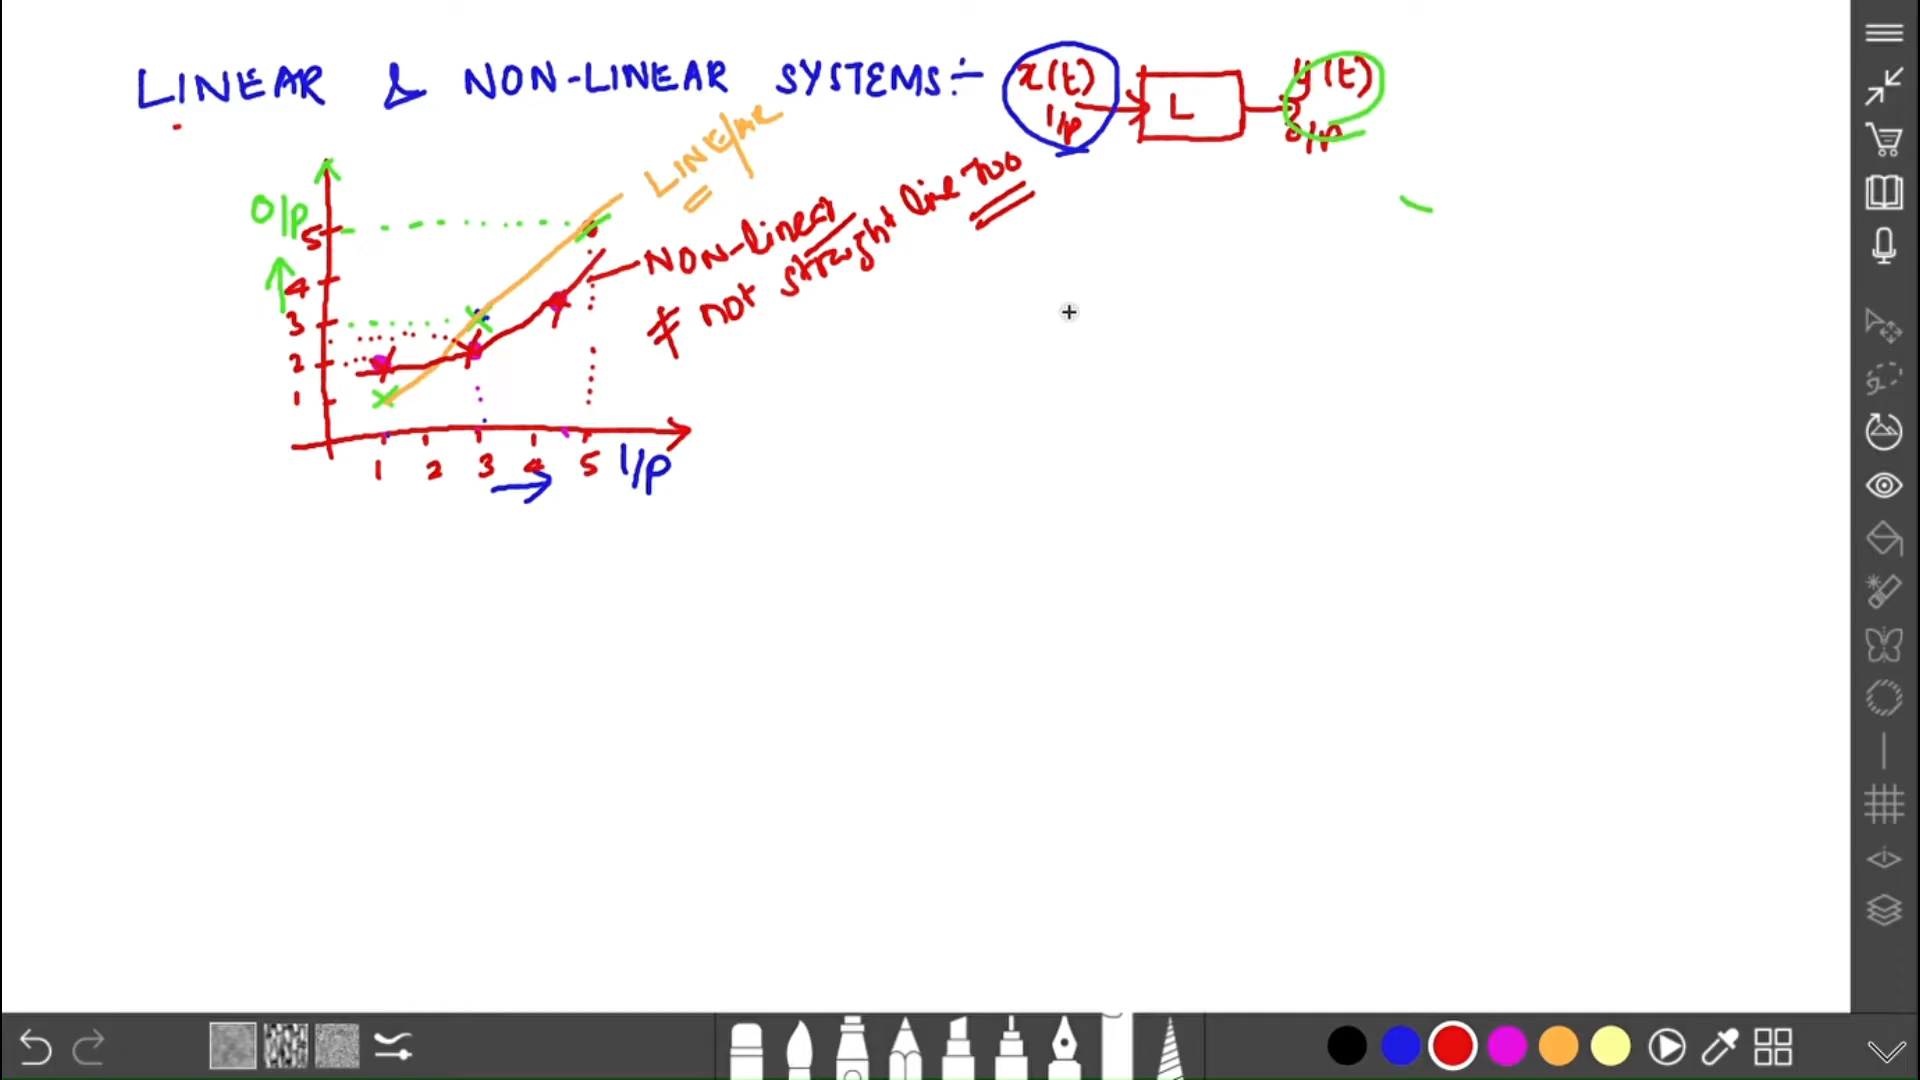 LINEAR & NON-LINEAR SYSTEMS:-
x(t)
I/p
L
y(t)
O/p
LINEAR
NON-linear
≠ not straight line too
O/p
5
4
3
2
1
1 2 3 4 5 I/p